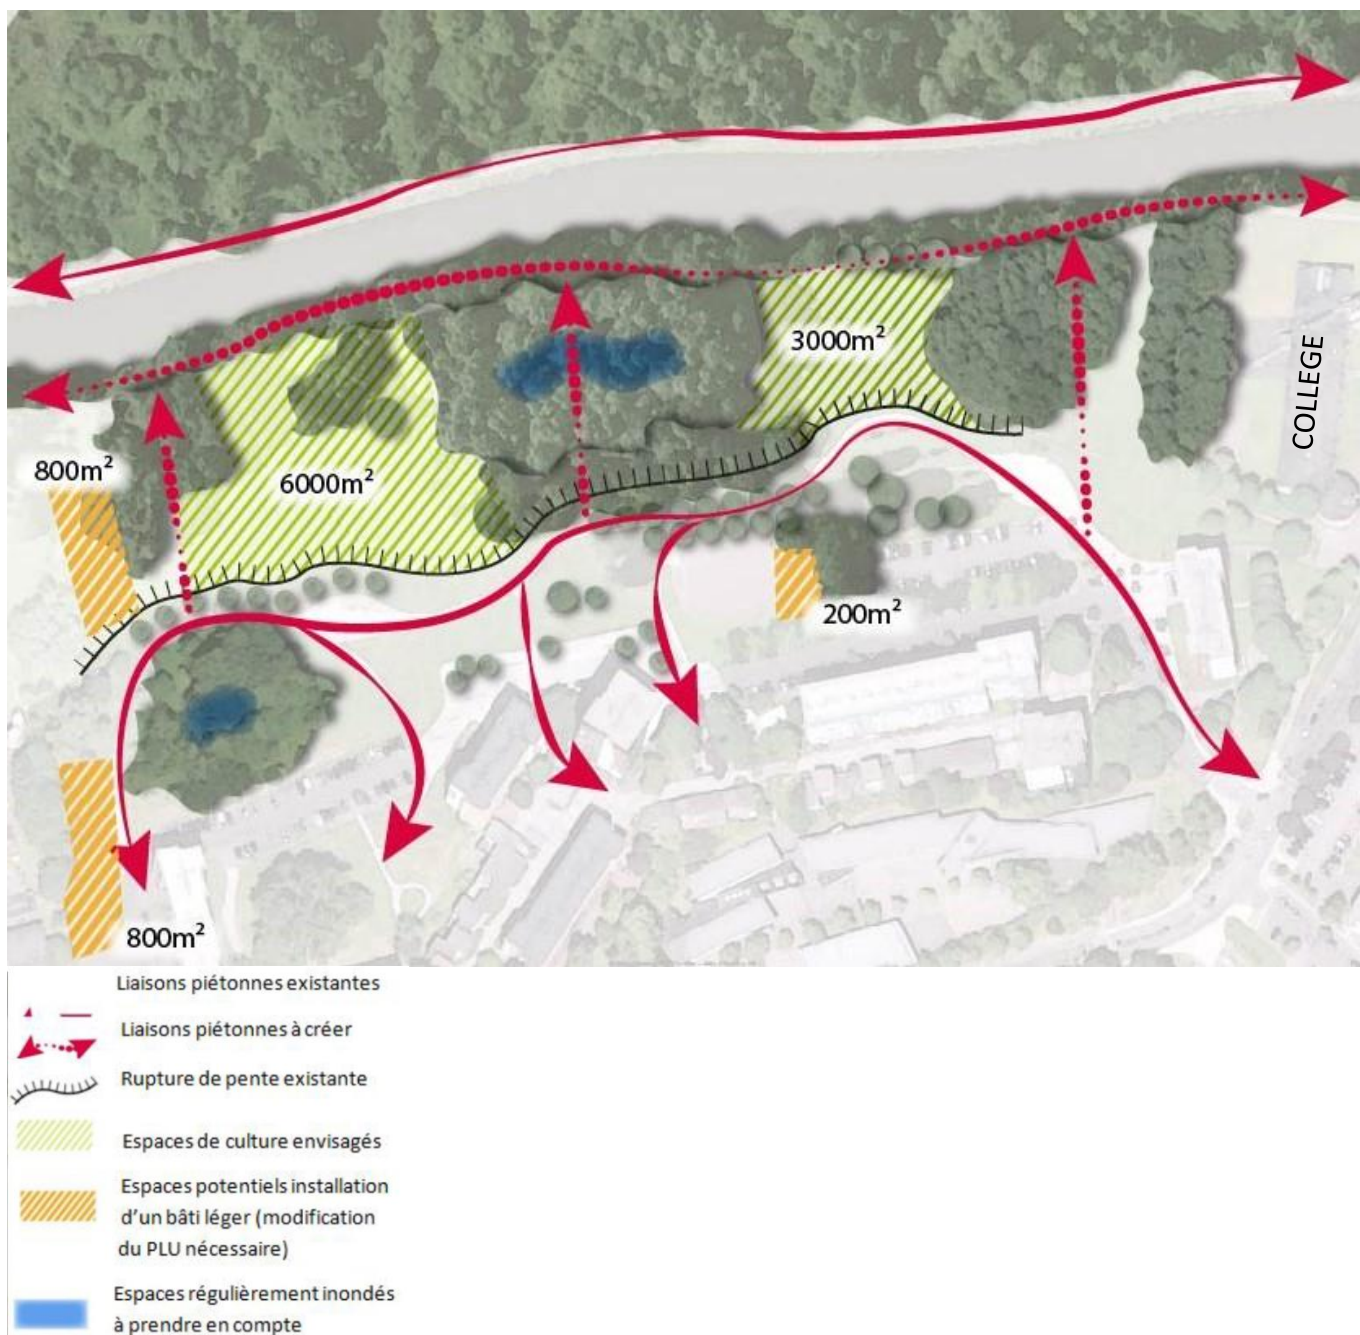 COLLEGE
3000m²
800m²
6000m²
200m²
800m²
Liaisons piétonnes existantes
Liaisons piétonnes à créer
Rupture de pente existante
Espaces de culture envisagés
Espaces potentiels installation
d'un bâti léger (modification
du PLU nécessaire)
Espaces régulièrement inondés
à prendre en compte